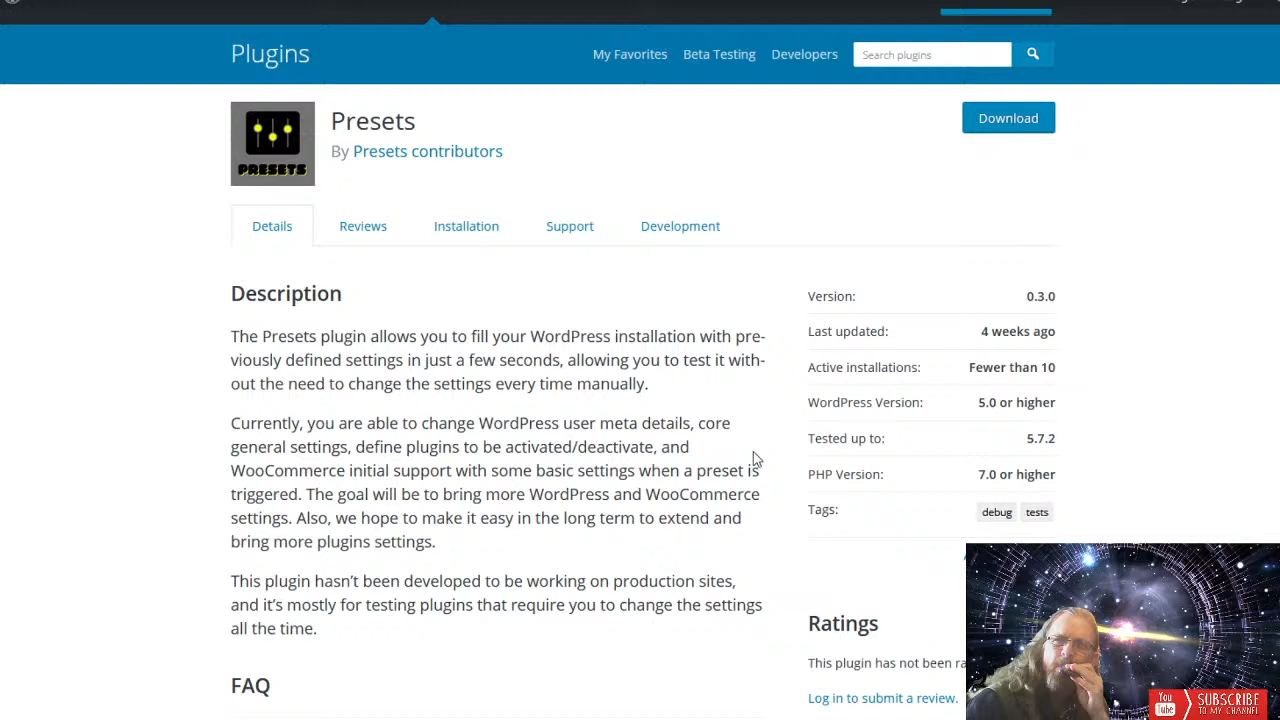 Plugins
My Favorites Beta Testing Developers Search plugins
PRESETS
Presets
By Presets contributors
Download
Details Reviews Installation Support Development
Description
The Presets plugin allows you to fill your WordPress installation with pre-
viously defined settings in just a few seconds, allowing you to test it with-
out the need to change the settings every time manually.
Currently, you are able to change WordPress user meta details, core
general settings, define plugins to be activated/deactivate, and
WooCommerce initial support with some basic settings when a preset is
triggered. The goal will be to bring more WordPress and WooCommerce
settings. Also, we hope to make it easy in the long term to extend and
bring more plugins settings.
This plugin hasn't been developed to be working on production sites,
and it's mostly for testing plugins that require you to change the settings
all the time.
FAQ
Version: 0.3.0
Last updated: 4 weeks ago
Active installations: Fewer than 10
WordPress Version: 5.0 or higher
Tested up to: 5.7.2
PHP Version: 7.0 or higher
Tags: debug tests
Ratings
This plugin has not been ra
Log in to submit a review.
You Tube SUBSCRIBE
TO MY CHANNEL